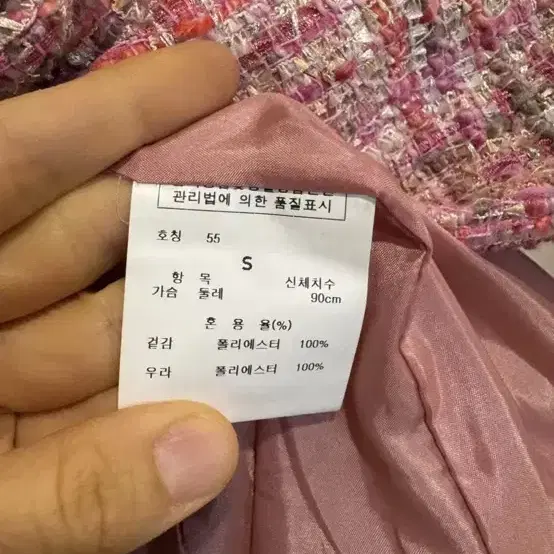 관리법에 의한 품질표시
호칭 55
S
항 목 신체치수
가슴 둘레 90cm
혼 용 율(%)
겉감 폴리에스터 100%
우라 폴리에스터 100%